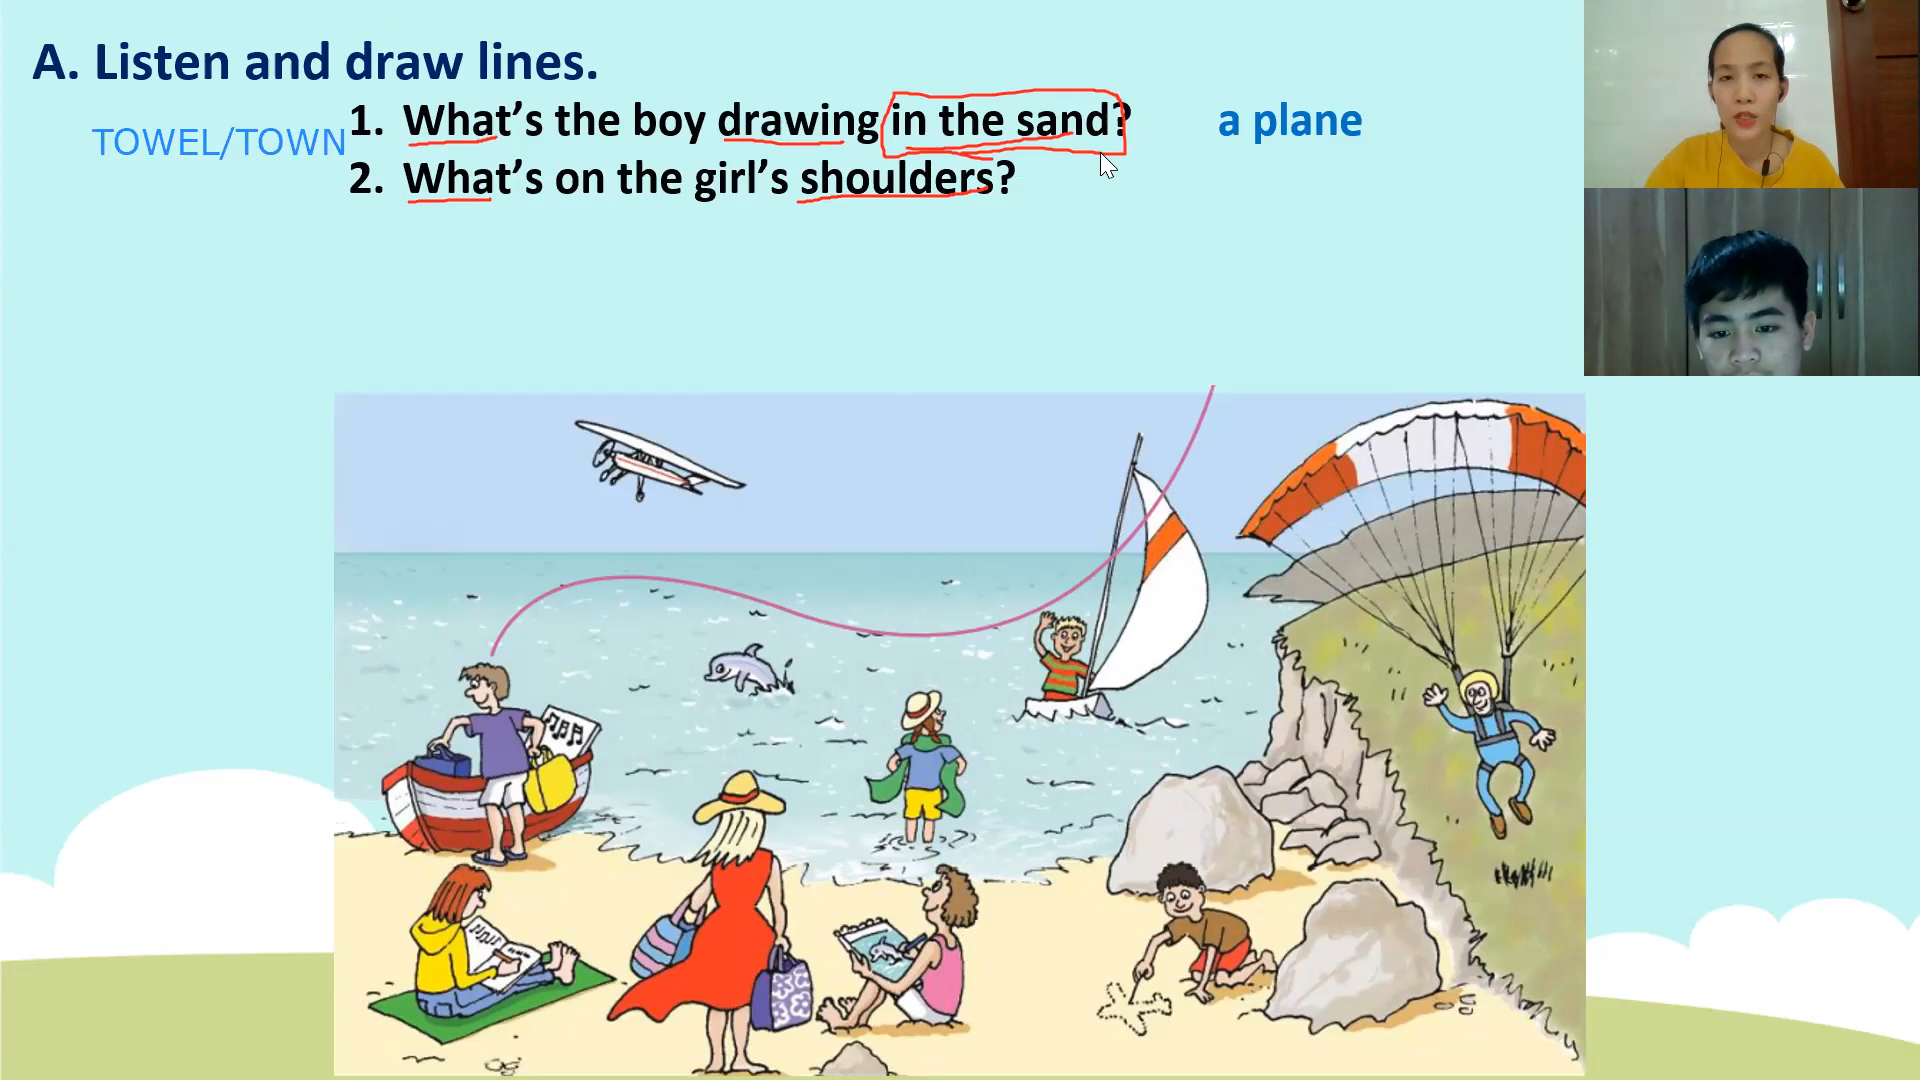 A. Listen and draw lines.
1. What's the boy drawing in the sand? a plane
TOWEL/TOWN
2. What's on the girl's shoulders?